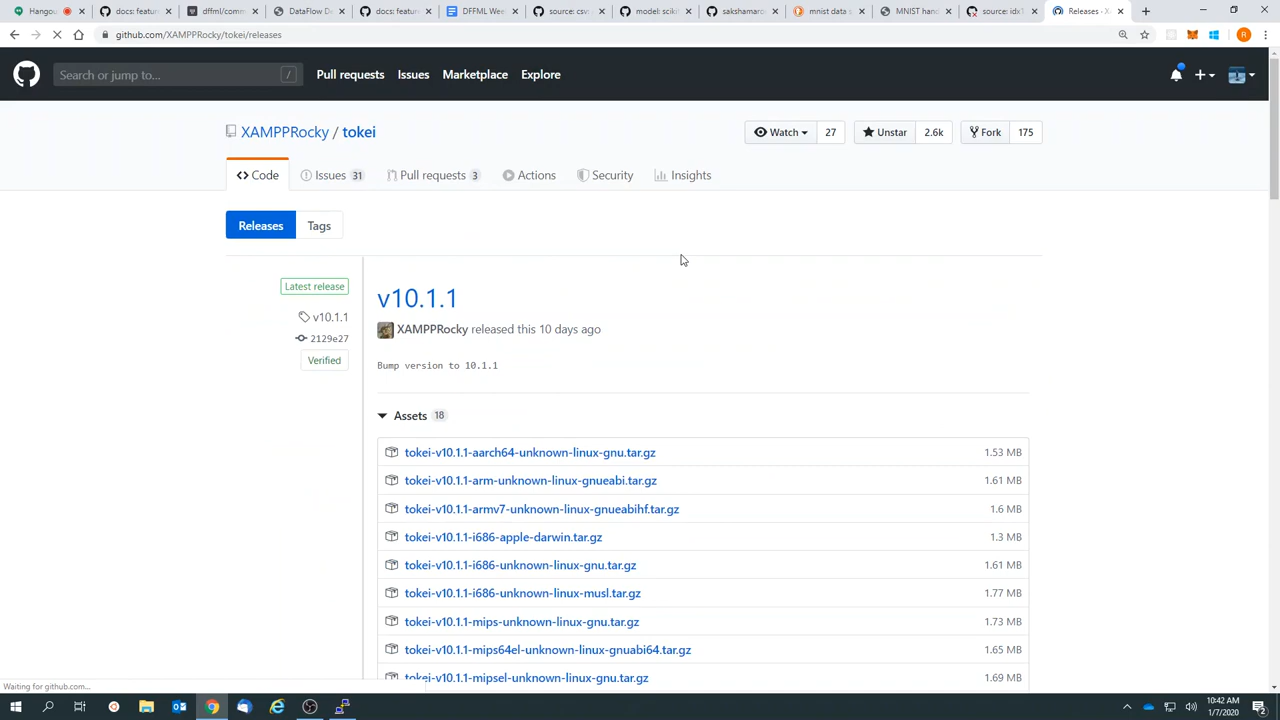 Hangou
docs: featur
dffml/comm
DataFlow De
docs: featur
DFFML Wee
source: csv:
model: scikit
sakshamaro
mnist data s
MNIST han
source: idx1
Releases · X
github.com/XAMPPRocky/tokei/releases
R
Search or jump to...
/
Pull requests
Issues
Marketplace
Explore
XAMPPRocky / tokei
Watch 27
Unstar 2.6k
Fork 175
Code
Issues 31
Pull requests 3
Actions
Security
Insights
Releases
Tags
Latest release
v10.1.1
2129e27
Verified
v10.1.1
XAMPPRocky released this 10 days ago
Bump version to 10.1.1
Assets 18
tokei-v10.1.1-aarch64-unknown-linux-gnu.tar.gz 1.53 MB
tokei-v10.1.1-arm-unknown-linux-gnueabi.tar.gz 1.61 MB
tokei-v10.1.1-armv7-unknown-linux-gnueabihf.tar.gz 1.6 MB
tokei-v10.1.1-i686-apple-darwin.tar.gz 1.3 MB
tokei-v10.1.1-i686-unknown-linux-gnu.tar.gz 1.61 MB
tokei-v10.1.1-i686-unknown-linux-musl.tar.gz 1.77 MB
tokei-v10.1.1-mips-unknown-linux-gnu.tar.gz 1.73 MB
tokei-v10.1.1-mips64el-unknown-linux-gnuabi64.tar.gz 1.65 MB
tokei-v10.1.1-mipsel-unknown-linux-gnu.tar.gz 1.69 MB
Waiting for github.com...
10:42 AM
1/7/2020
2